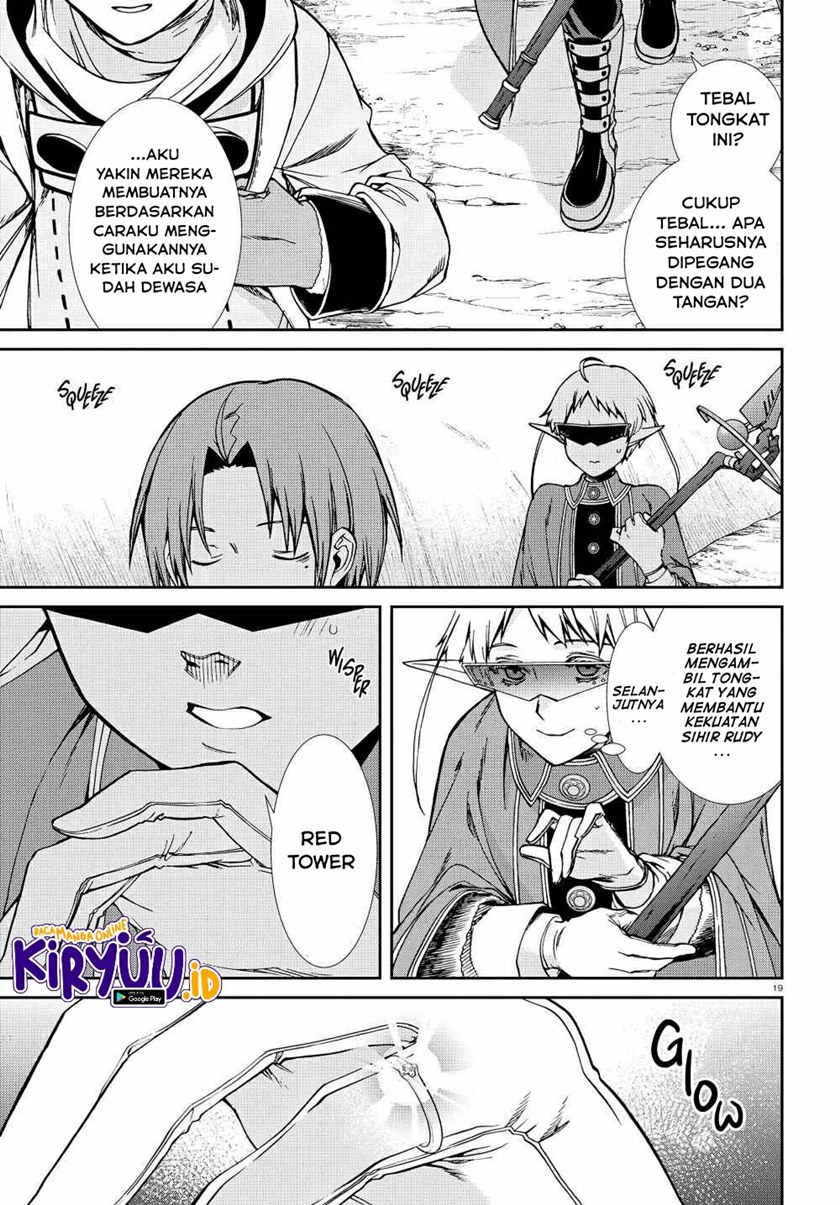 TEBAL
TONGKAT
INI?
CUKUP
TEBAL... APA
SEHARUSNYA
DIPEGANG
DENGAN DUA
TANGAN?
...AKU
YAKIN MEREKA
MEMBUATNYA
BERDASARKAN
CARAKU MENG-
GUNAKANNYA
KETIKA AKU SU-
DAH DEWASA
SQUEEZE
SQUEEZE
SQUEEZE
BERHASIL
MENGAM-
BIL TONG-
KAT YANG
MEMBANTU
KEKUATAN
SIHIR RUDY
...
SELAN-
JUTNYA
...
WISPER
RED
TOWER
BACA MANGA ONLINE
KIRYUU.iD
Google Play
19
GLOW